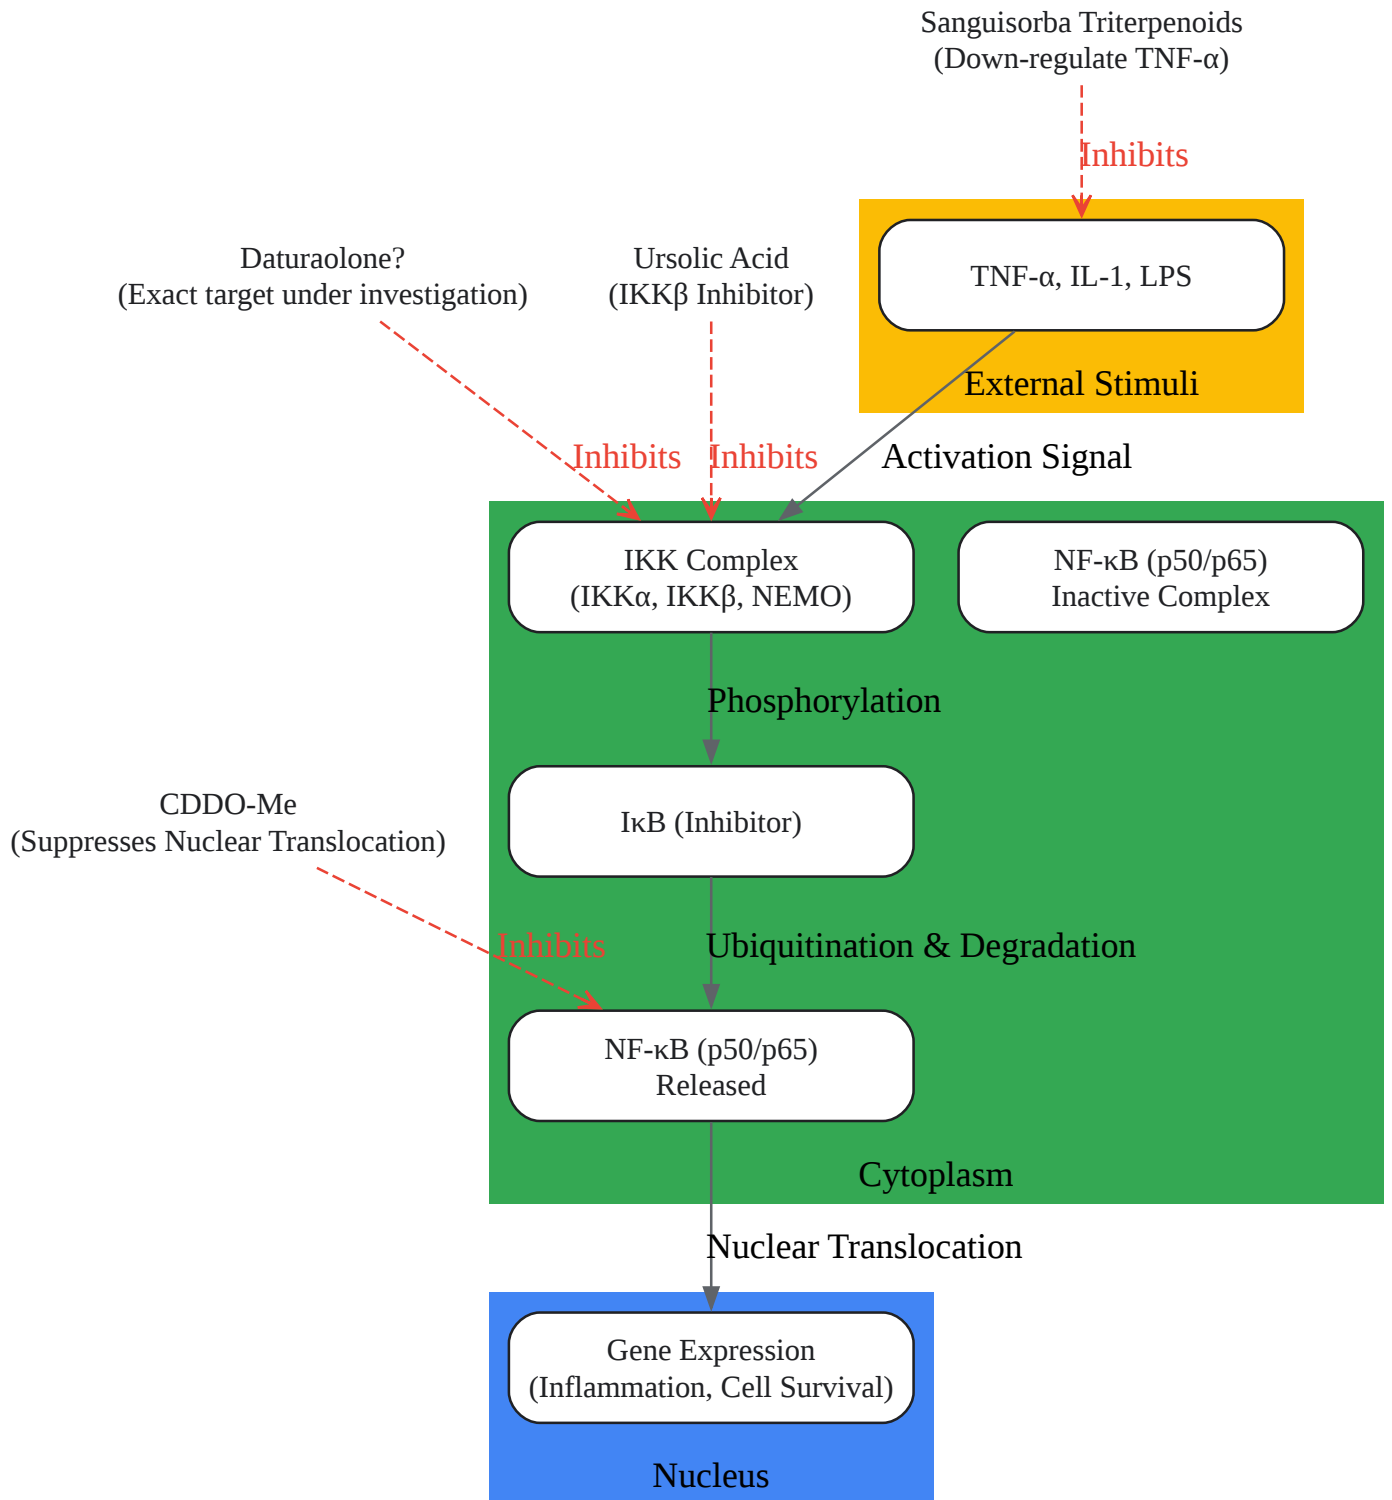 Sanguisorba Triterpenoids
(Down-regulate TNF-α)
Inhibits
Daturaolone?
(Exact target under investigation)
Ursolic Acid
(IKKβ Inhibitor)
TNF-α, IL-1, LPS
External Stimuli
Inhibits
Inhibits
Activation Signal
IKK Complex
(IKKα, IKKβ, NEMO)
NF-κB (p50/p65)
Inactive Complex
Phosphorylation
CDDO-Me
(Suppresses Nuclear Translocation)
IκB (Inhibitor)
Inhibits
Ubiquitination & Degradation
NF-κB (p50/p65)
Released
Cytoplasm
Nuclear Translocation
Gene Expression
(Inflammation, Cell Survival)
Nucleus